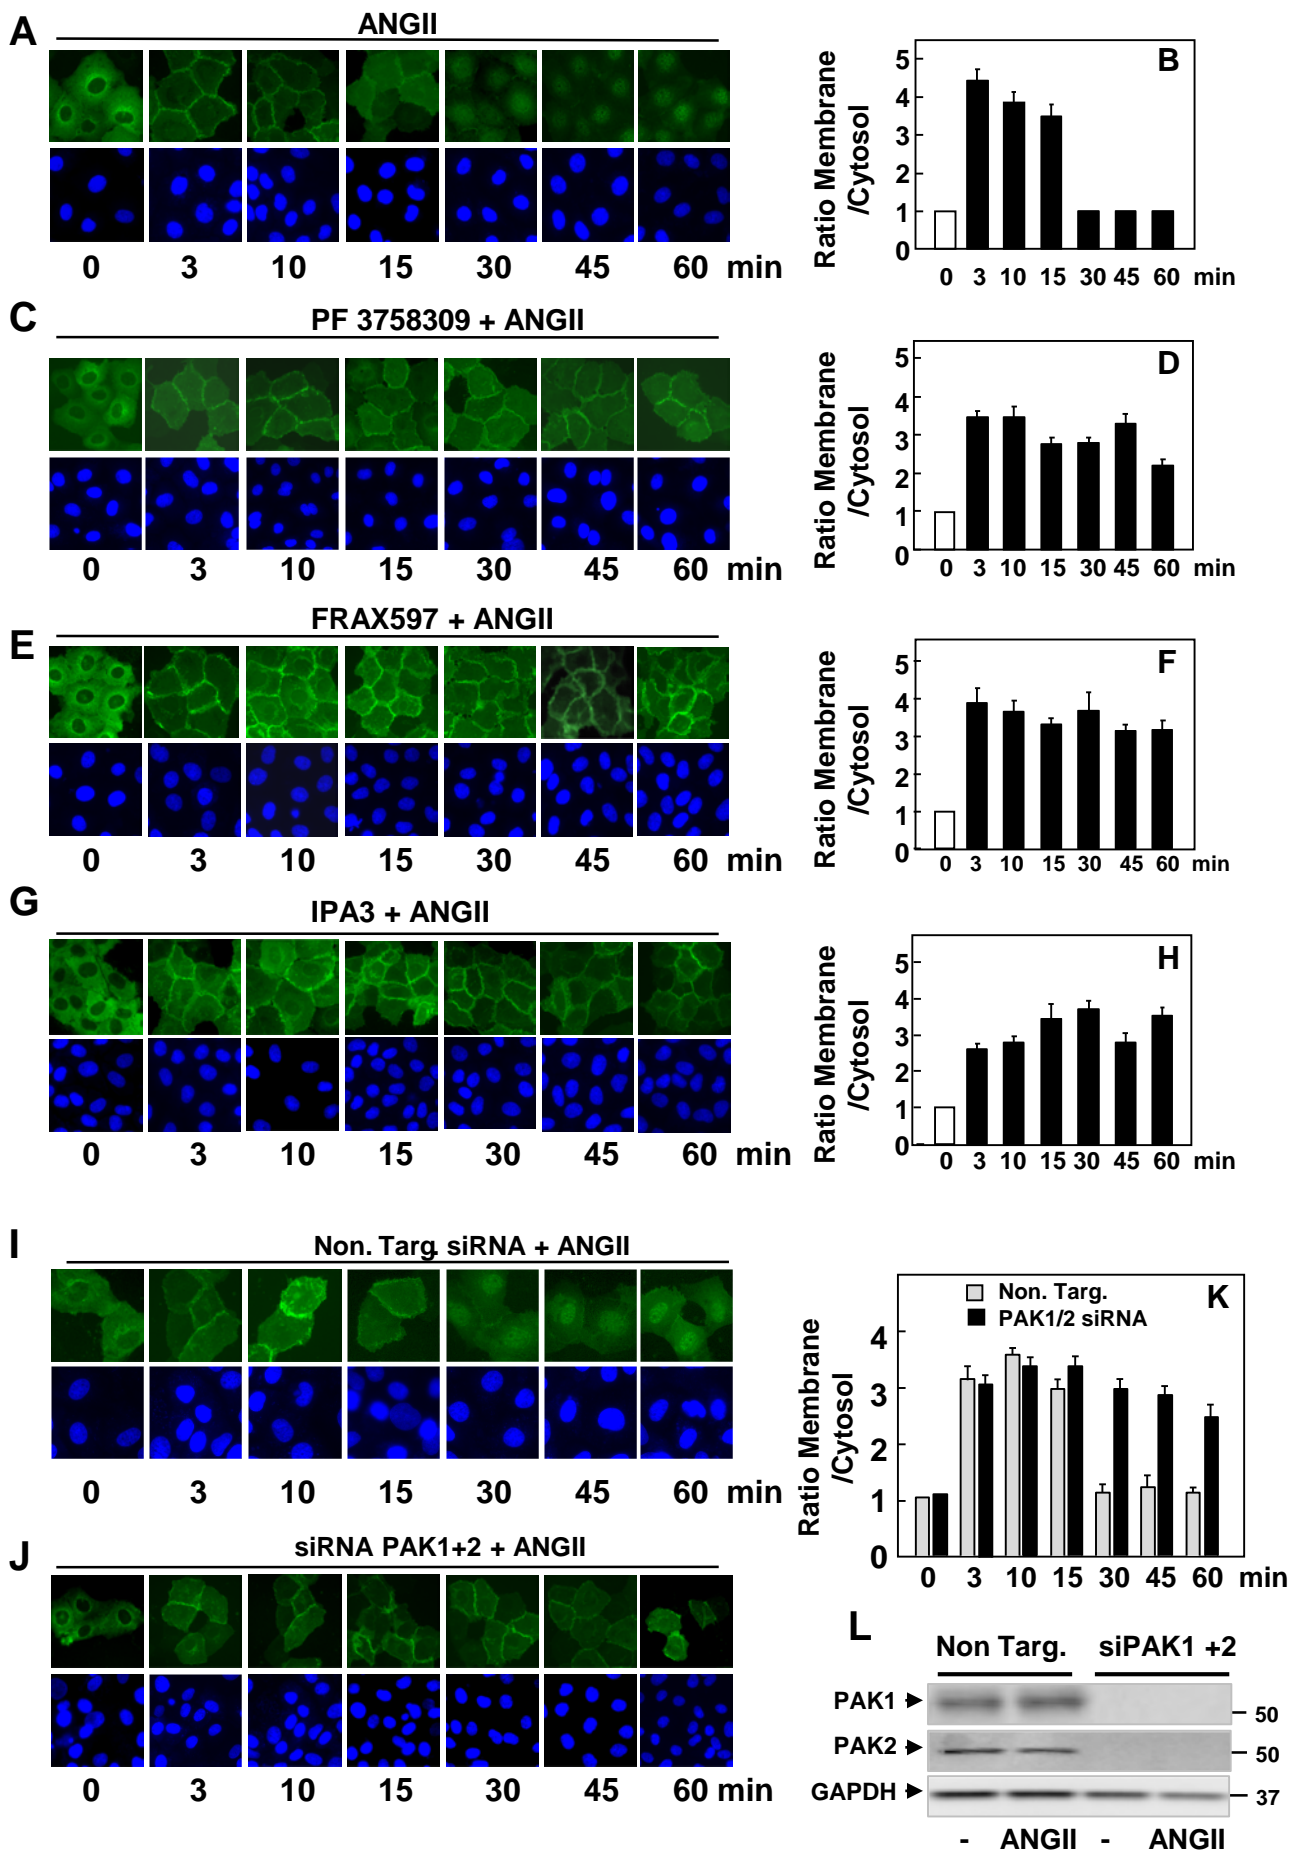 A
ANGII
0 3 10 15 30 45 60 min
B
Ratio Membrane
/Cytosol
5
4
3
2
1
0
0 3 10 15 30 45 60 min
C
PF 3758309 + ANGII
0 3 10 15 30 45 60 min
D
Ratio Membrane
/Cytosol
5
4
3
2
1
0
0 3 10 15 30 45 60 min
E
FRAX597 + ANGII
0 3 10 15 30 45 60 min
F
Ratio Membrane
/Cytosol
5
4
3
2
1
0
0 3 10 15 30 45 60 min
G
IPA3 + ANGII
0 3 10 15 30 45 60 min
H
Ratio Membrane
/Cytosol
5
4
3
2
1
0
0 3 10 15 30 45 60 min
I
Non. Targ. siRNA + ANGII
0 3 10 15 30 45 60 min
J
siRNA PAK1+2 + ANGII
0 3 10 15 30 45 60 min
K
Non. Targ.
PAK1/2 siRNA
Ratio Membrane
/Cytosol
4
3
2
1
0
0 3 10 15 30 45 60 min
L
Non Targ. siPAK1 +2
PAK1 50
PAK2 50
GAPDH 37
- ANGII - ANGII